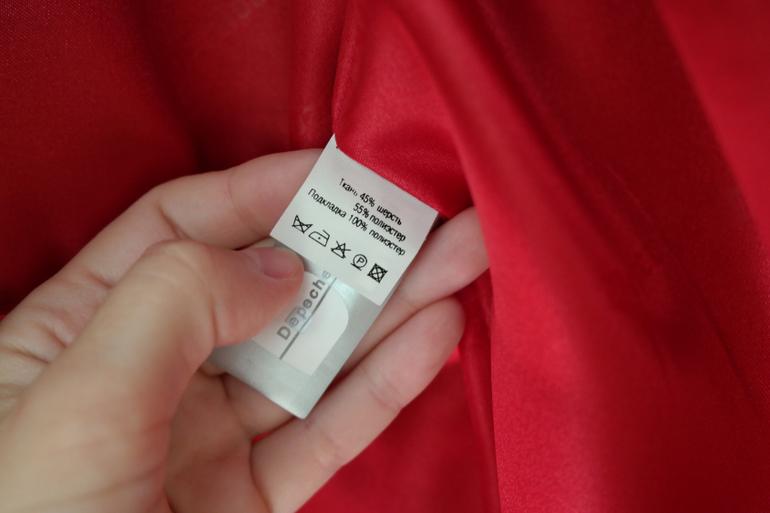 Ткань 45% шерсть
55% полиэстер
Подкладка 100% полиэстер
P
Depeche